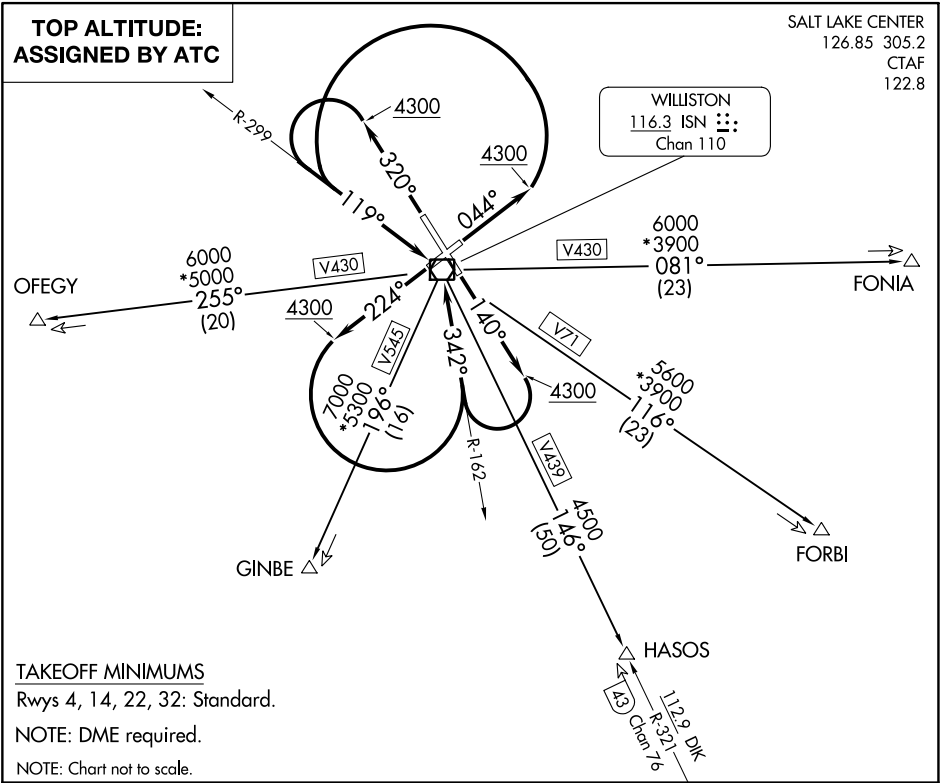 TOP ALTITUDE:
ASSIGNED BY ATC
SALT LAKE CENTER
126.85 305.2
CTAF
122.8
WILLISTON
116.3 ISN
Chan 110
4300
R-299
320°
4300
044°
119°
6000
*5000
255°
(20)
V430
OFEGY
V430
6000
*3900
081°
(23)
FONIA
4300
224°
V545
342°
140°
V71
4300
7000
*5300
196°
(16)
5600
*3900
116°
(23)
R-162
V439
4500
146°
(50)
FORBI
GINBE
HASOS
43 Chan 76
R-321
112.9 DIK
TAKEOFF MINIMUMS
Rwys 4, 14, 22, 32: Standard.
NOTE: DME required.
NOTE: Chart not to scale.